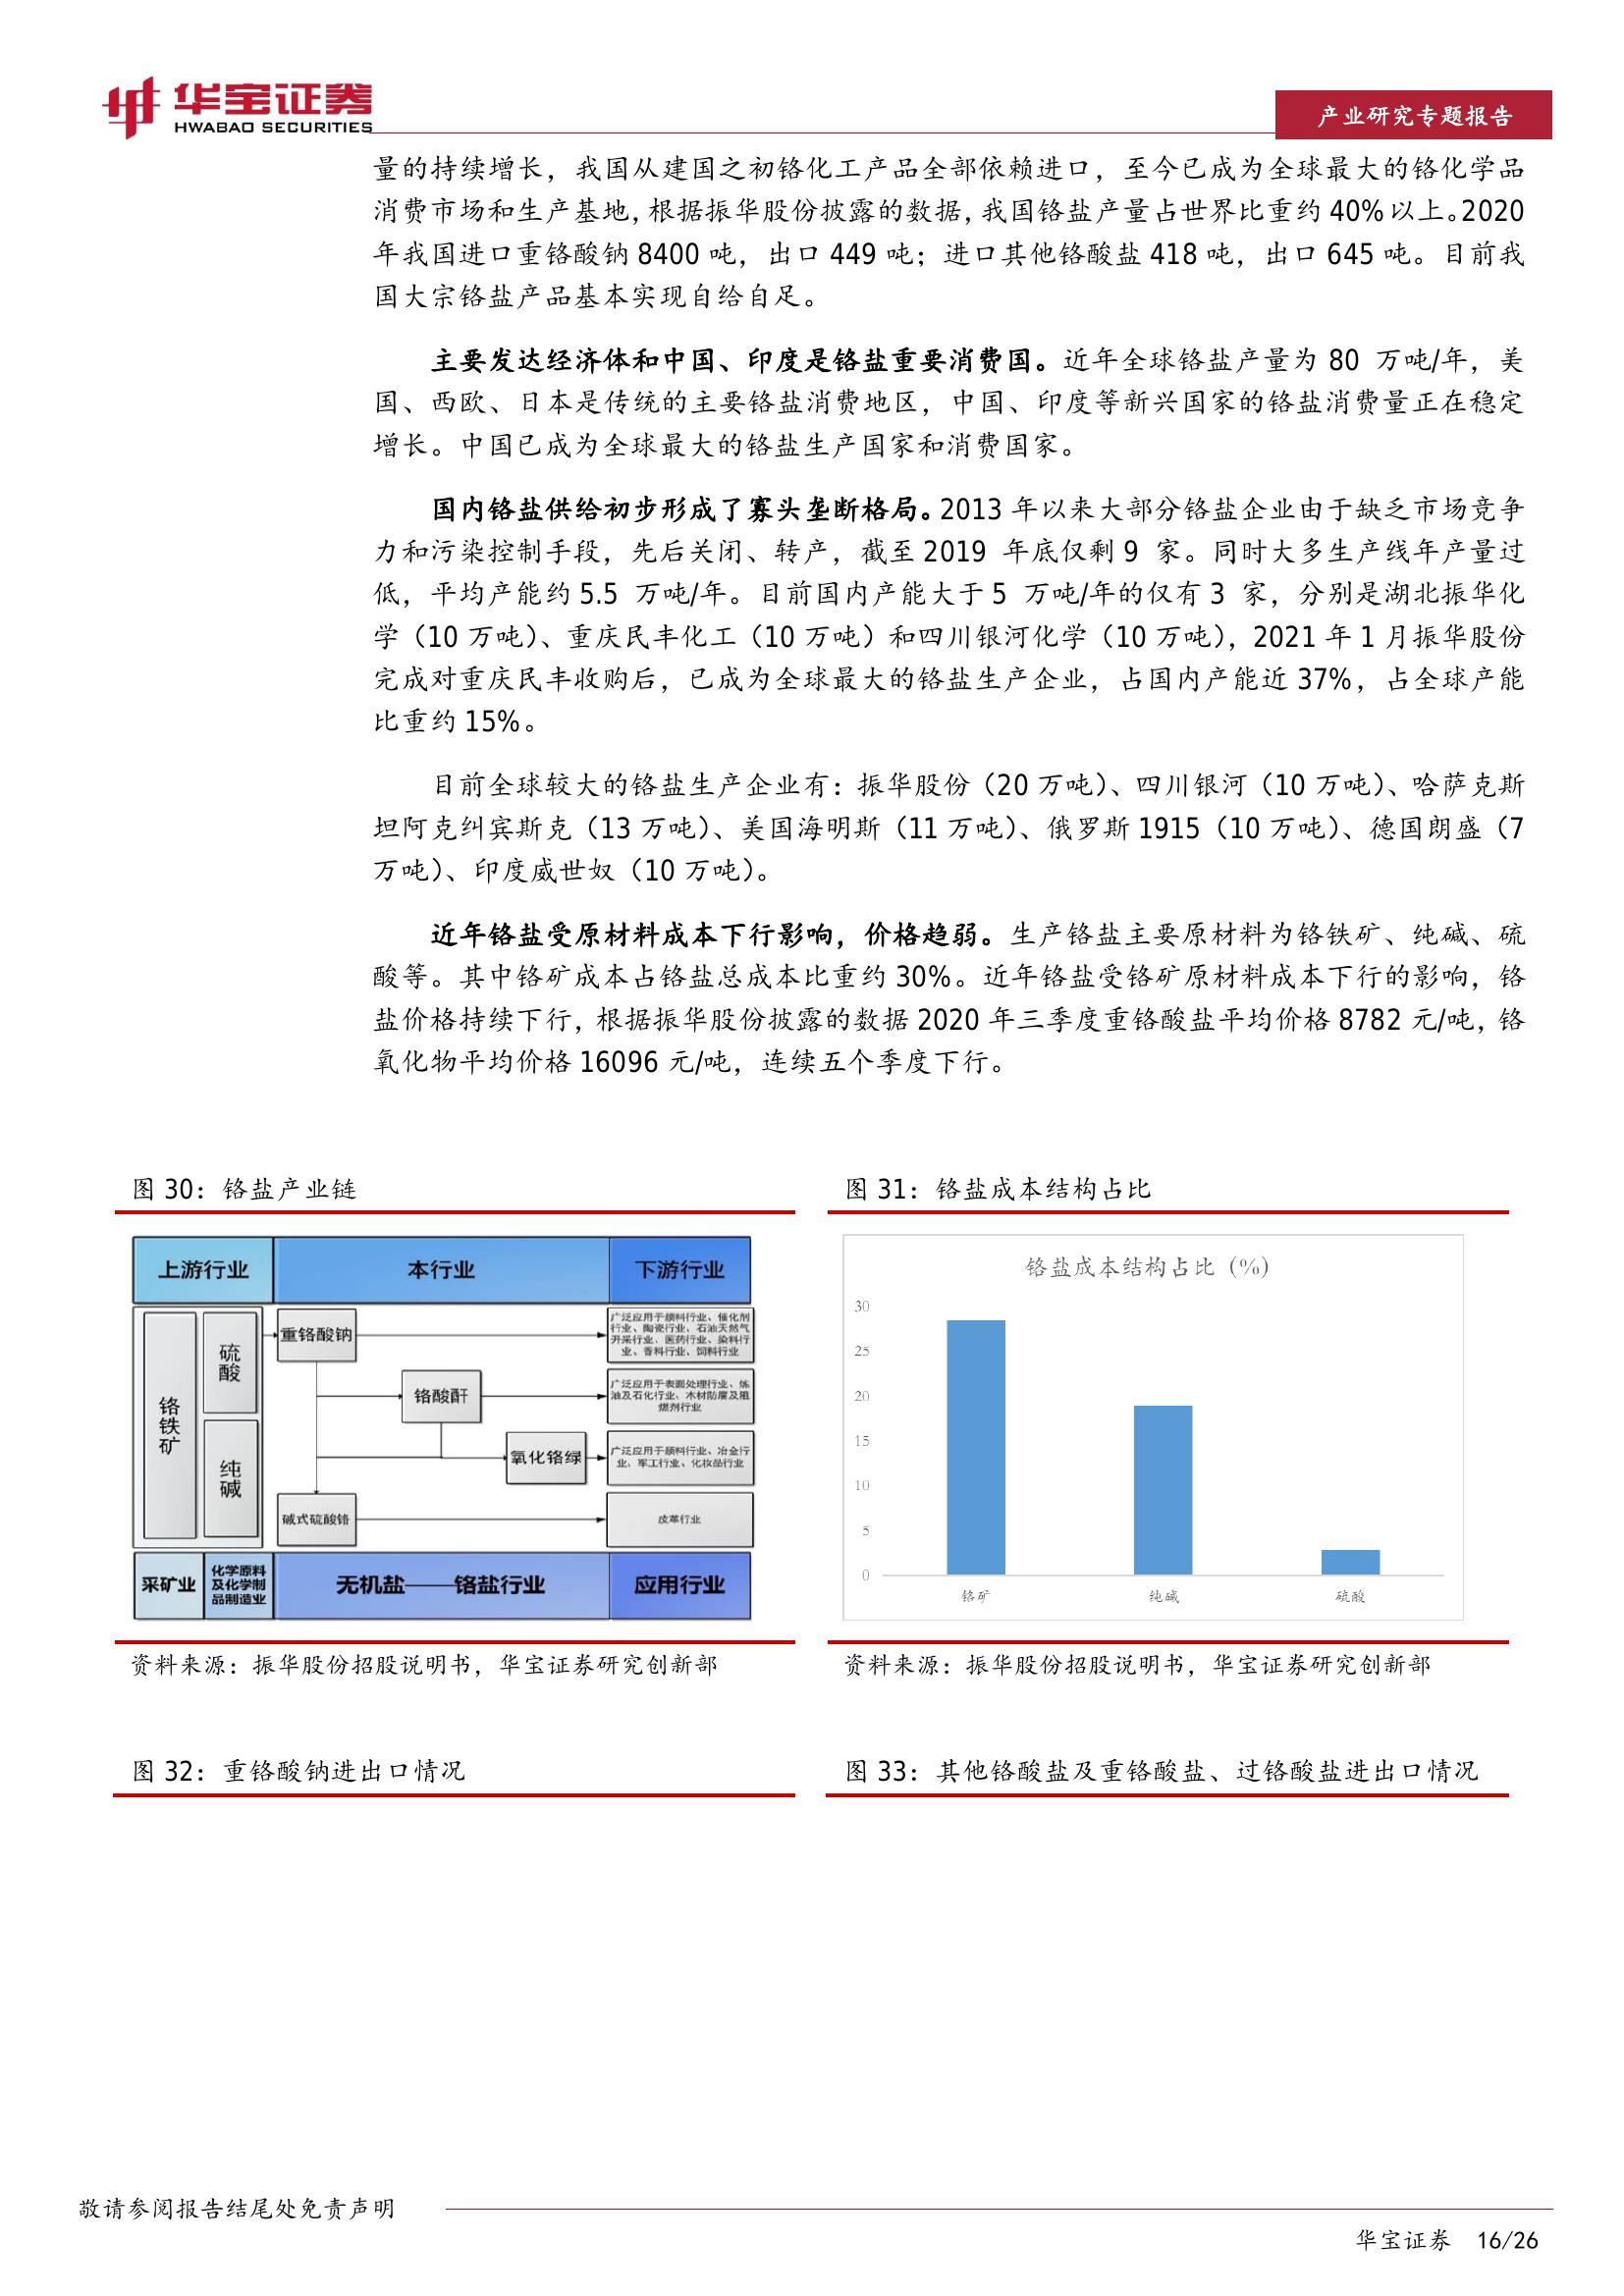 华宝证券
HWABAO SECURITIES
产业研究专题报告
量的持续增长，我国从建国之初铬化工产品全部依赖进口，至今已成为全球最大的铬化学品
消费市场和生产基地，根据振华股份披露的数据，我国铬盐产量占世界比重约 40%以上。2020
年我国进口重铬酸钠 8400 吨，出口 449 吨；进口其他铬酸盐 418 吨，出口 645 吨。目前我
国大宗铬盐产品基本实现自给自足。
主要发达经济体和中国、印度是铬盐重要消费国。近年全球铬盐产量为 80 万吨/年，美
国、西欧、日本是传统的主要铬盐消费地区，中国、印度等新兴国家的铬盐消费量正在稳定
增长。中国已成为全球最大的铬盐生产国家和消费国家。
国内铬盐供给初步形成了寡头垄断格局。2013 年以来大部分铬盐企业由于缺乏市场竞争
力和污染控制手段，先后关闭、转产，截至 2019 年底仅剩 9 家。同时大多生产线年产量过
低，平均产能约 5.5 万吨/年。目前国内产能大于 5 万吨/年的仅有 3 家，分别是湖北振华化
学（10 万吨）、重庆民丰化工（10 万吨）和四川银河化学（10 万吨），2021 年 1 月振华股份
完成对重庆民丰收购后，已成为全球最大的铬盐生产企业，占国内产能近 37%，占全球产能
比重约 15%。
目前全球较大的铬盐生产企业有：振华股份（20 万吨）、四川银河（10 万吨）、哈萨克斯
坦阿克纠宾斯克（13 万吨）、美国海明斯（11 万吨）、俄罗斯 1915（10 万吨）、德国朗盛（7
万吨）、印度威世奴（10 万吨）。
近年铬盐受原材料成本下行影响，价格趋弱。生产铬盐主要原材料为铬铁矿、纯碱、硫
酸等。其中铬矿成本占铬盐总成本比重约 30%。近年铬盐受铬矿原材料成本下行的影响，铬
盐价格持续下行，根据振华股份披露的数据 2020 年三季度重铬酸盐平均价格 8782 元/吨，铬
氧化物平均价格 16096 元/吨，连续五个季度下行。
图 30：铬盐产业链
上游行业
本行业
下游行业
铬铁矿
硫酸
纯碱
重铬酸钠
广泛应用于颜料行业、催化剂
行业、陶瓷行业、石油天然气
开采行业、医药行业、染料行
业、香料行业、饲料行业
铬酸酐
广泛应用于表面处理行业、炼
油及石化行业、木材防腐及阻
燃剂行业
氧化铬绿
广泛应用于颜料行业、冶金行
业、军工行业、化妆品行业
碱式硫酸铬
皮革行业
采矿业
化学原料
及化学制
品制造业
无机盐——铬盐行业
应用行业
资料来源：振华股份招股说明书，华宝证券研究创新部
图 31：铬盐成本结构占比
铬盐成本结构占比（%）
30
25
20
15
10
5
0
铬矿
纯碱
硫酸
资料来源：振华股份招股说明书，华宝证券研究创新部
图 32：重铬酸钠进出口情况
图 33：其他铬酸盐及重铬酸盐、过铬酸盐进出口情况
敬请参阅报告结尾处免责声明
华宝证券 16/26